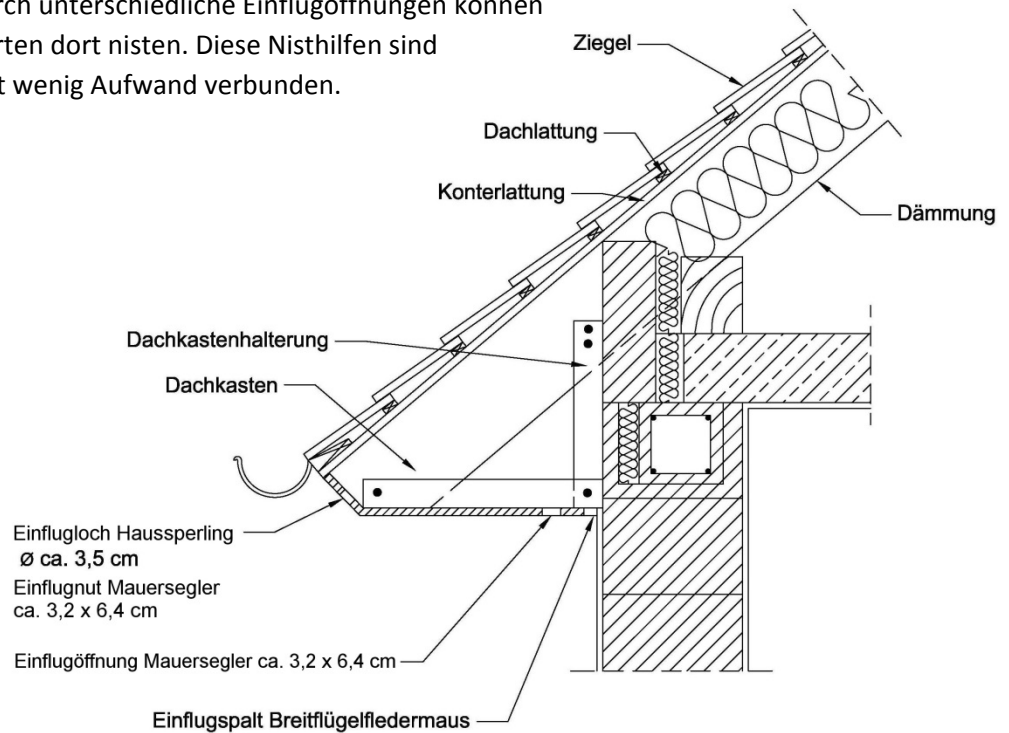 unterschiedliche Einflugöffnungen können
dort nisten. Diese Nisthilfen sind
wenig Aufwand verbunden.
Ziegel
Dachlattung
Konterlattung
Dämmung
Dachkastenhalterung
Dachkasten
Einflugloch Haussperling
Ø ca. 3,5 cm
Einflugnut Mauersegler
ca. 3,2 x 6,4 cm
Einflugöffnung Mauersegler ca. 3,2 x 6,4 cm
Einflugspalt Breitflügelfledermaus